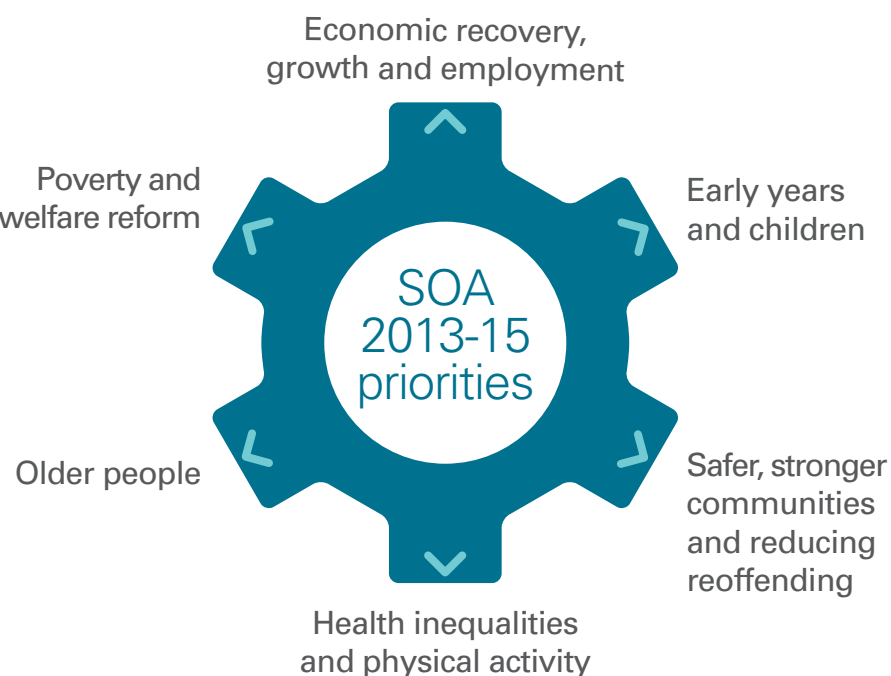 Economic recovery,
growth and employment
Poverty and
welfare reform
Early years
and children
SOA
2013-15
priorities
Older people
Safer, stronger
communities
and reducing
reoffending
Health inequalities
and physical activity